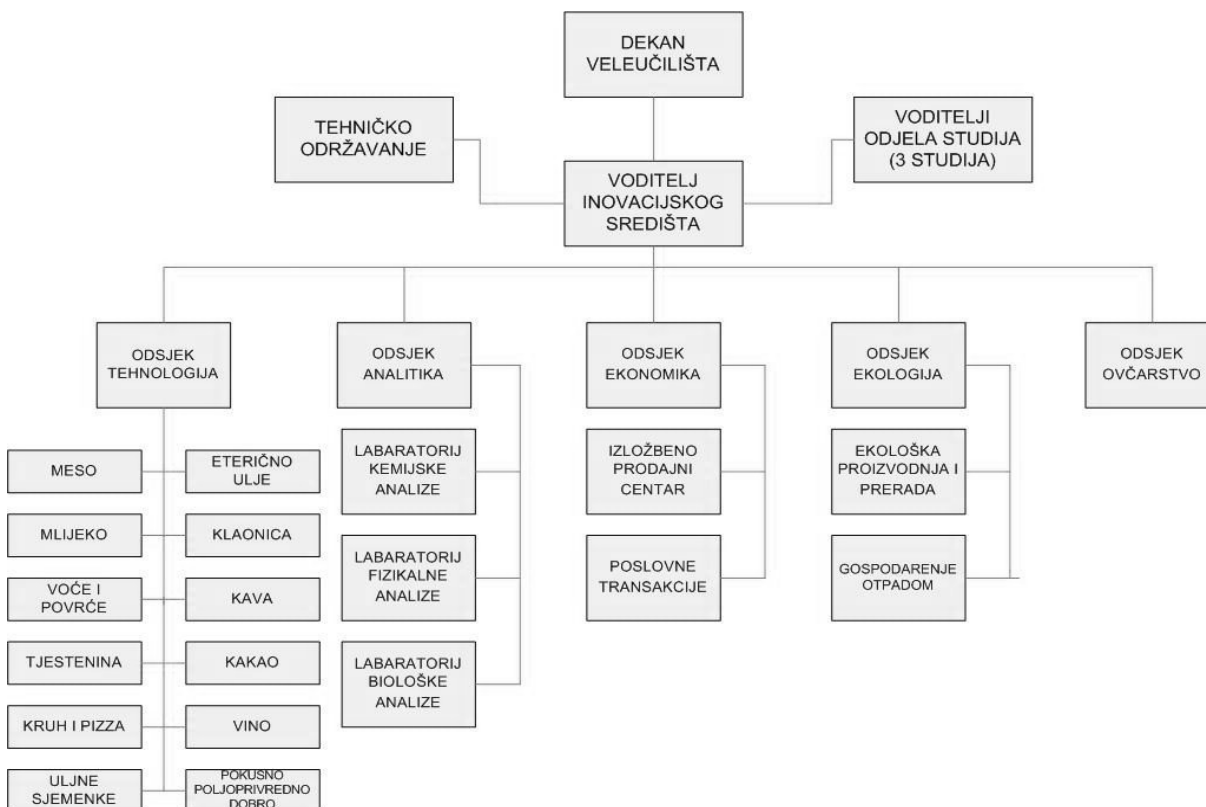 DEKAN
VELEUČILIŠTA
TEHNIČKO
ODRŽAVANJE
VODITELJI
ODJELA STUDIJA
(3 STUDIJA)
VODITELJ
INOVACIJSKOG
SREDIŠTA
ODSJEK
TEHNOLOGIJA
ODSJEK
ANALITIKA
ODSJEK
EKONOMIKA
ODSJEK
EKOLOGIJA
ODSJEK
OVČARSTVO
MESO
ETERIČNO
ULJE
MLIJEKO
KLAONICA
VOĆE I
POVRĆE
KAVA
TJESTENINA
KAKAO
KRUH I PIZZA
VINO
ULJNE
SJEMENKE
POKUSNO
POLJOPRIVREDNO
DOBRO
LABARATORIJ
KEMIJSKE
ANALIZE
LABARATORIJ
FIZIKALNE
ANALIZE
LABARATORIJ
BIOLOŠKE
ANALIZE
IZLOŽBENO
PRODAJNI
CENTAR
POSLOVNE
TRANSAKCIJE
EKOLOŠKA
PROIZVODNJA I
PRERADA
GOSPODARENJE
OTPADOM